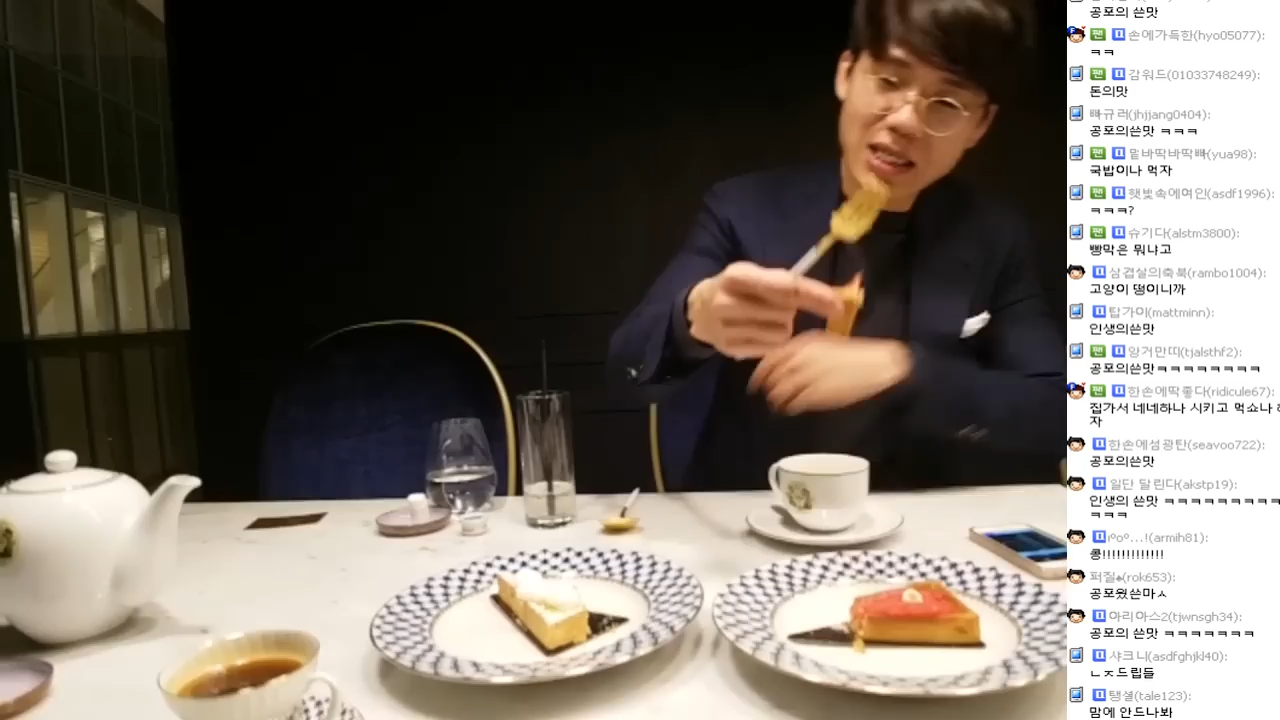 공포의 쓴맛
손에가득한(hyo05077):
ㅋㅋ
감워드(01033748249):
돈의맛
빠규러(jhjjang0404):
공포의쓴맛 ㅋㅋㅋ
밑바딱바딱빠(yua98):
국밥이나 먹자
햇빛속에여인(asdf1996):
ㅋㅋㅋ?
슈기다(alstm3800):
빵막은 뭐냐고
삼겹살의축복(rambo1004):
고양이 떵이니까
탑가이(mattminn):
인생의쓴맛
앙거만띠(tjalsthf2):
공포의쓴맛ㅋㅋㅋㅋㅋㅋㅋㅋ
한손에딱좋다(ridicule67):
집가서 네네하나 시키고 먹쇼나 하
자
한손에섬광탄(seavoo722):
공포의쓴맛
일단 달린다(akstp19):
인생의 쓴맛 ㅋㅋㅋㅋㅋㅋㅋㅋㅋ
ㅋㅋㅋ
(armih81):
콩!!!!!!!!!!!!!
퍼질♠(rok653):
공포왔쓴마ㅅ
아리아스2(tjwnsgh34):
공포의 쓴맛 ㅋㅋㅋㅋㅋㅋㅋ
샤크니(asdfghjkl40):
ㄴㅈ드립들
탱셜(tale123):
맘에 안드나봐